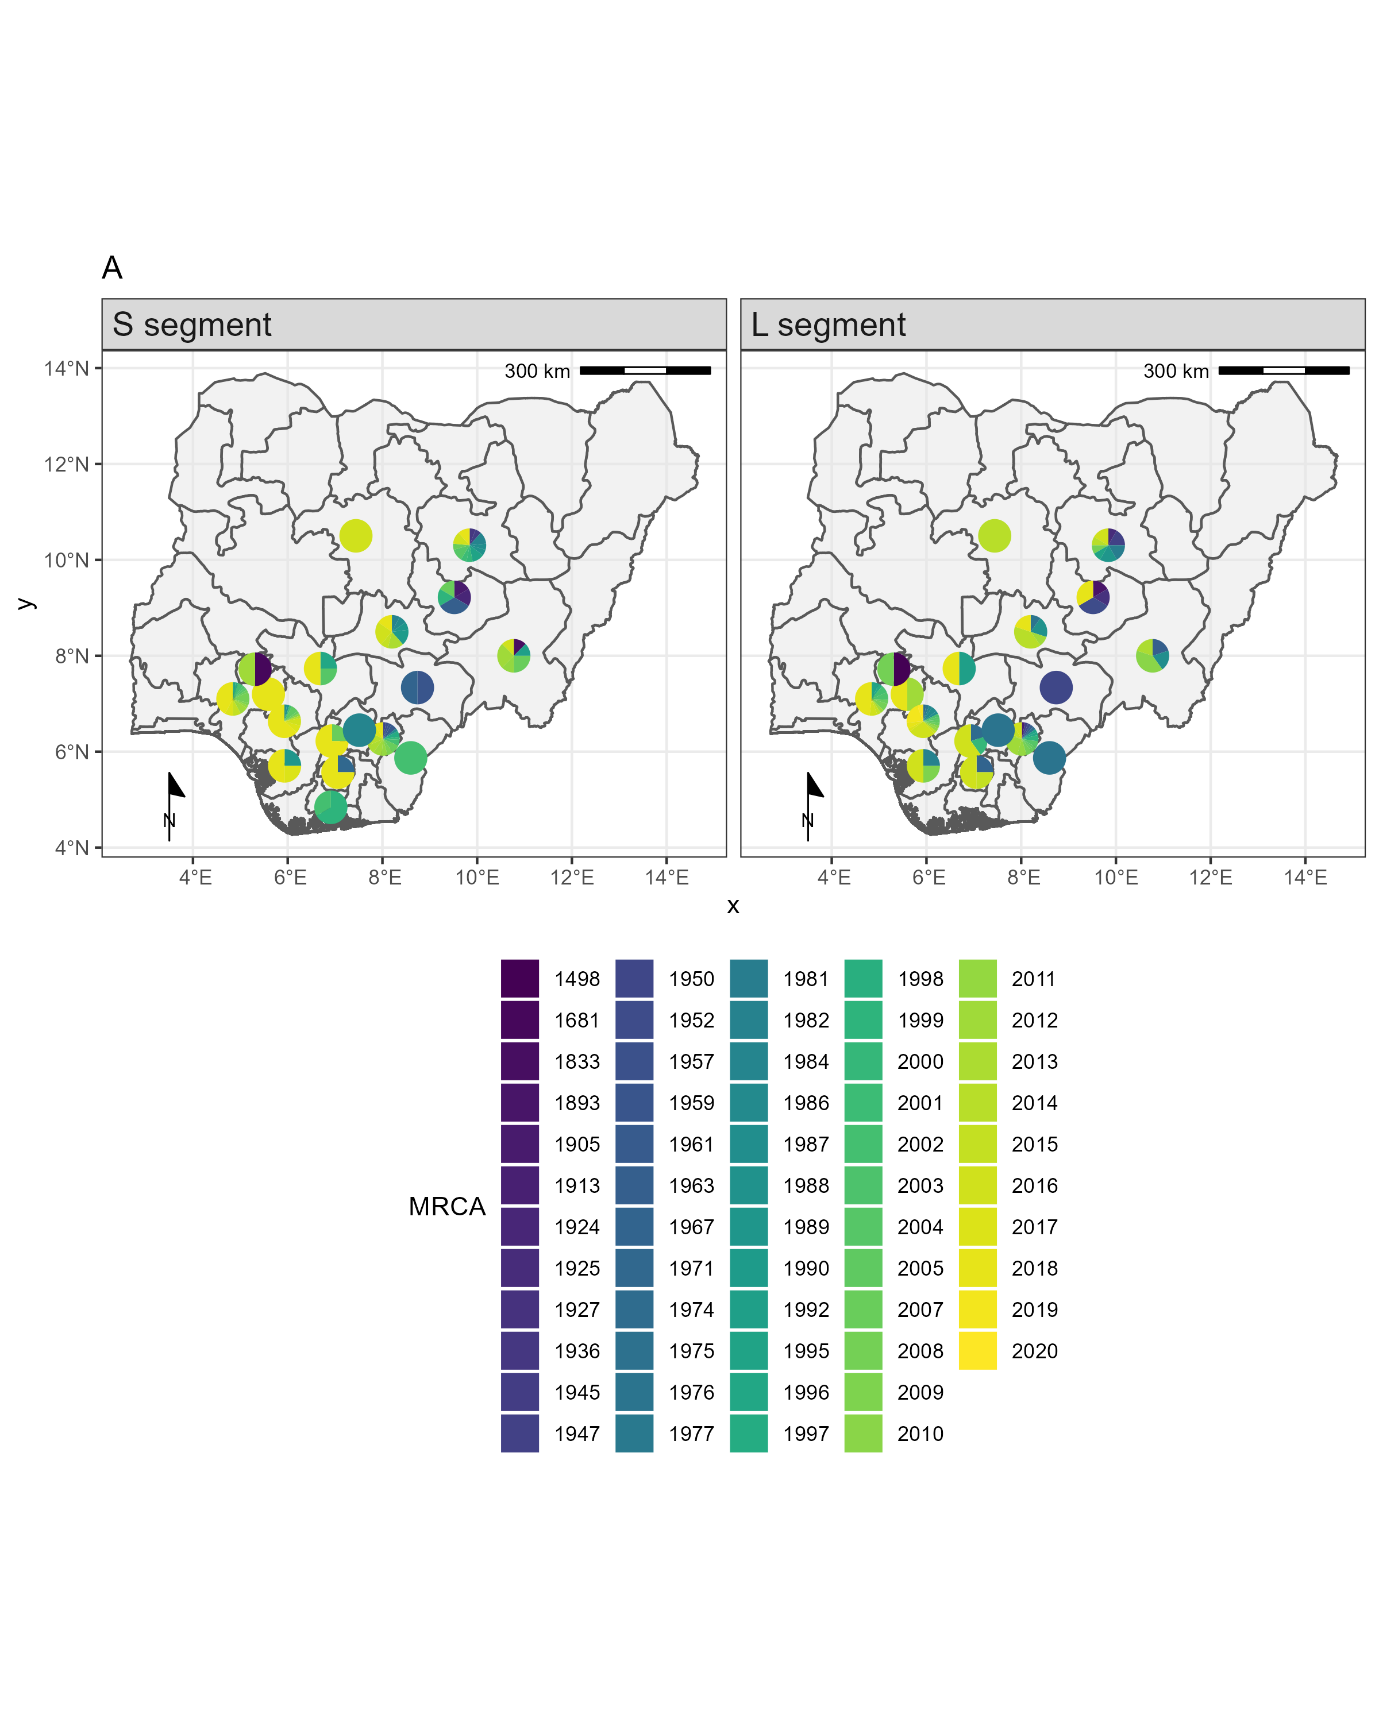 A
S segment
L segment
300 km
300 km
14°N
12°N
10°N
8°N
6°N
4°N
y
N
N
4°E 6°E 8°E 10°E 12°E 14°E
4°E 6°E 8°E 10°E 12°E 14°E
x
MRCA
1498 1950 1981 1998 2011
1681 1952 1982 1999 2012
1833 1957 1984 2000 2013
1893 1959 1986 2001 2014
1905 1961 1987 2002 2015
1913 1963 1988 2003 2016
1924 1967 1989 2004 2017
1925 1971 1990 2005 2018
1927 1974 1992 2007 2019
1936 1975 1995 2008 2020
1945 1976 1996 2009
1947 1977 1997 2010